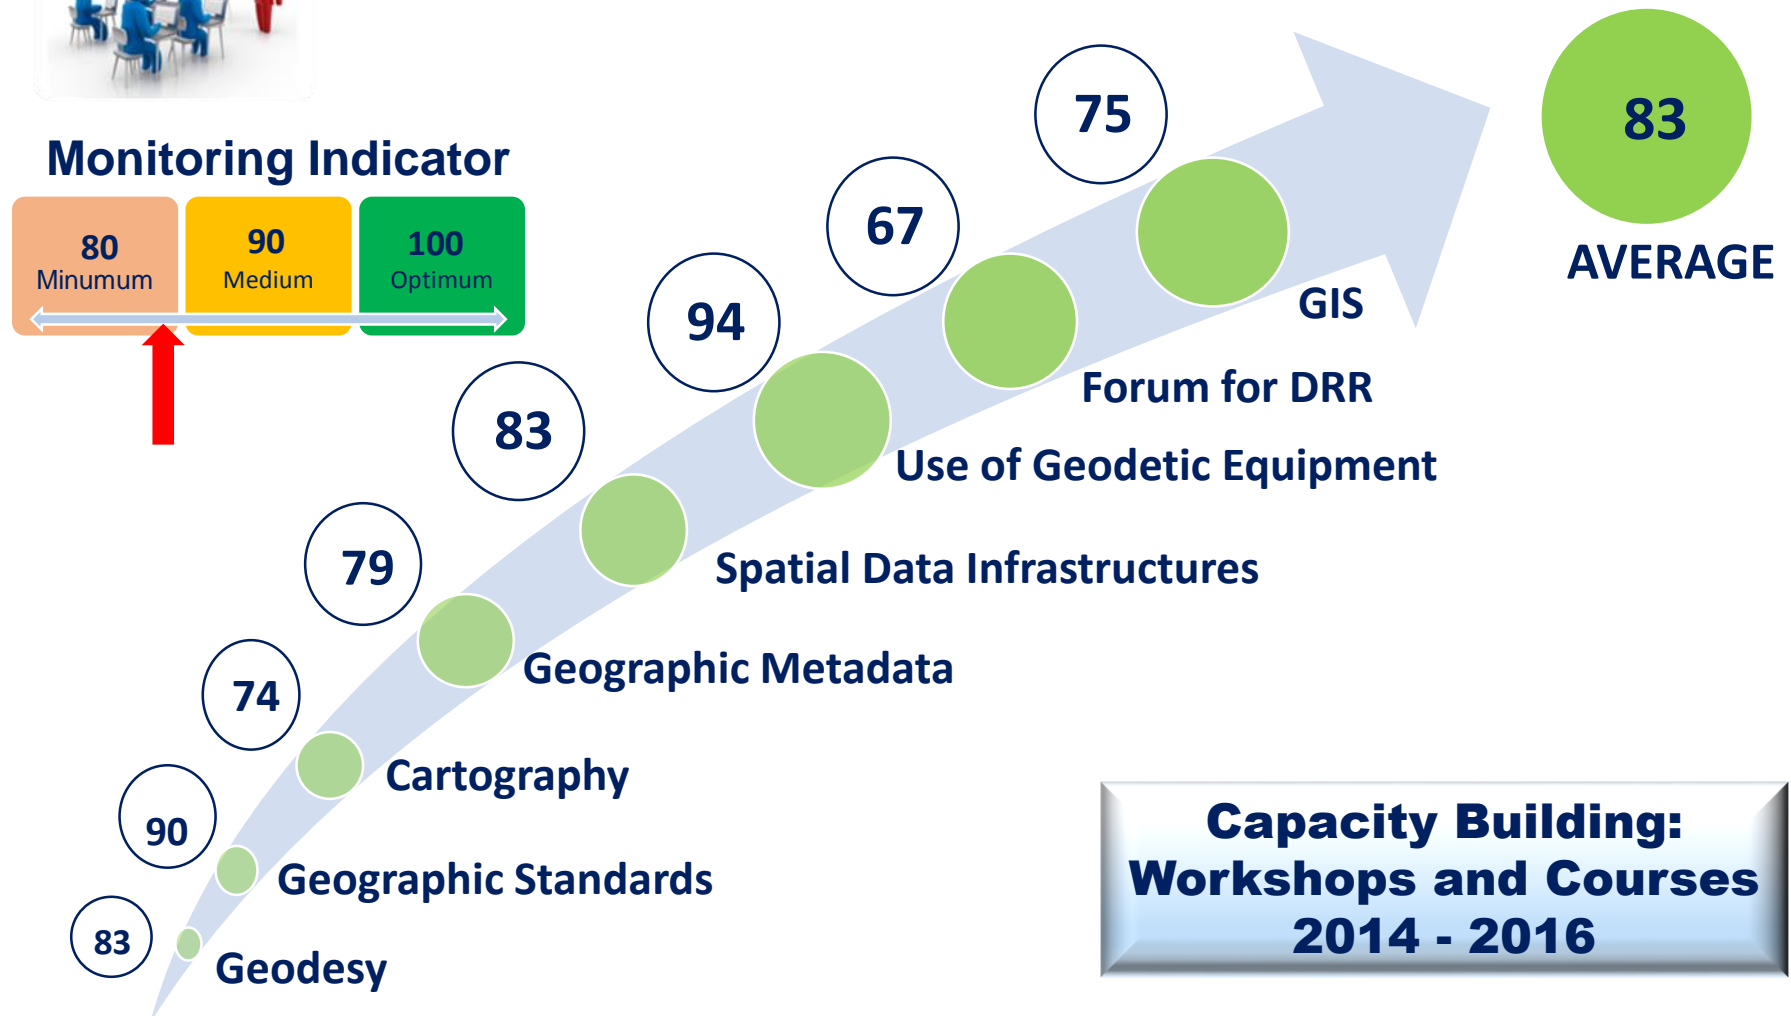 Monitoring Indicator
80
Minumum
90
Medium
100
Optimum
83
AVERAGE
75
GIS
67
Forum for DRR
94
Use of Geodetic Equipment
83
Spatial Data Infrastructures
79
Geographic Metadata
74
Cartography
90
Geographic Standards
83
Geodesy
Capacity Building:
Workshops and Courses
2014 - 2016